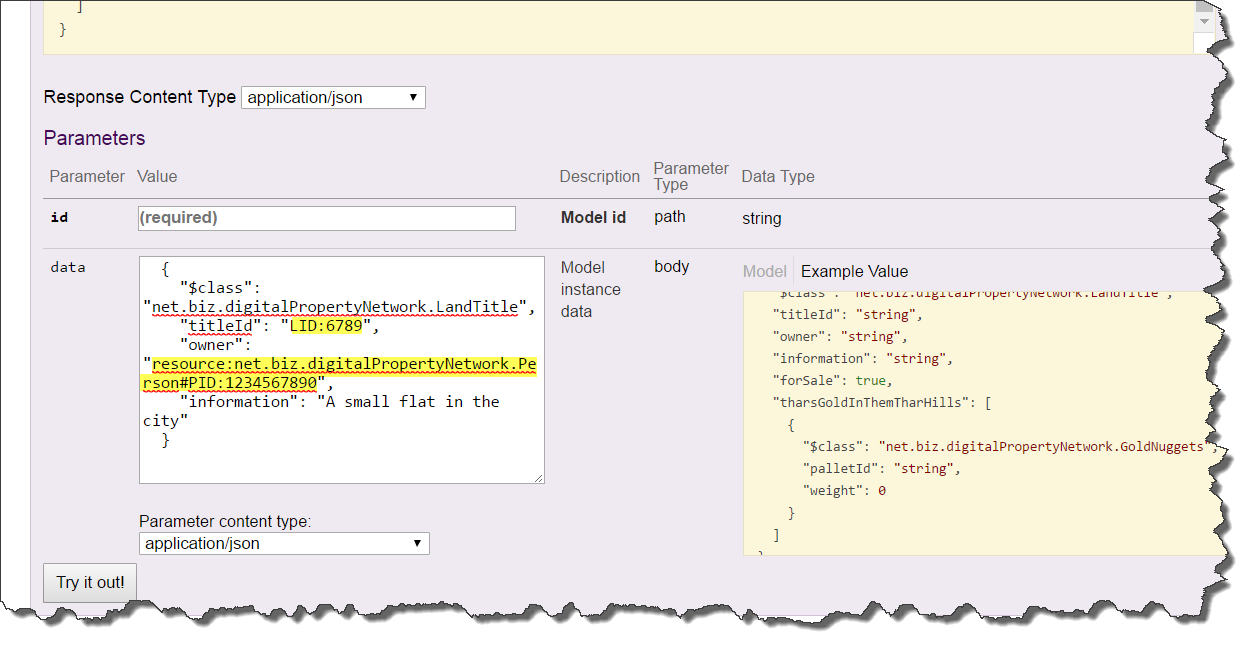 ]
}
Response Content Type application/json
Parameters
Parameter Value Description Parameter Type Data Type
id (required) Model id path string
data
{
"$class":
"net.biz.digitalPropertyNetwork.LandTitle",
"titleId": "LID:6789",
"owner":
"resource:net.biz.digitalPropertyNetwork.Pe
rson#PID:1234567890",
"information": "A small flat in the
city"
}
Model
instance
data
body
Model Example Value
"$class": "net.biz.digitalPropertyNetwork.LandTitle",
"titleId": "string",
"owner": "string",
"information": "string",
"forSale": true,
"tharsGoldInThemTharHills": [
{
"$class": "net.biz.digitalPropertyNetwork.GoldNuggets",
"palletId": "string",
"weight": 0
}
]
}
Parameter content type:
application/json
Try it out!